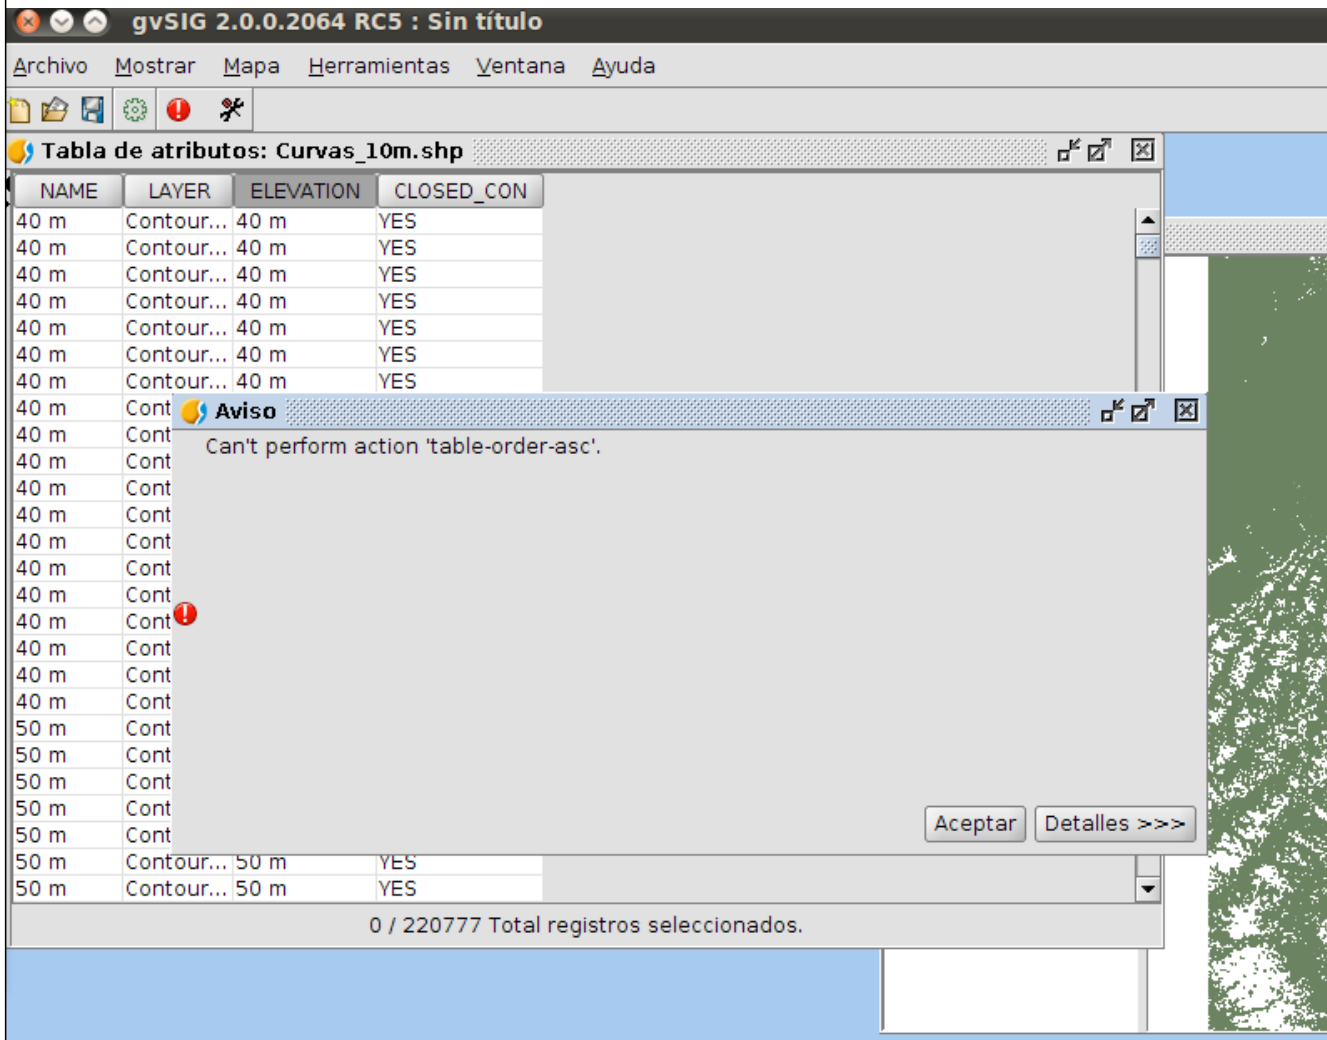 gvSIG 2.0.0.2064 RC5 : Sin título
Archivo Mostrar Mapa Herramientas Ventana Ayuda
Tabla de atributos: Curvas_10m.shp
NAME LAYER ELEVATION CLOSED_CON
40 m Contour... 40 m YES
40 m Contour... 40 m YES
40 m Contour... 40 m YES
40 m Contour... 40 m YES
40 m Contour... 40 m YES
40 m Contour... 40 m YES
40 m Contour... 40 m YES
40 m Cont
40 m Cont
40 m Cont
40 m Cont
40 m Cont
40 m Cont
40 m Cont
40 m Cont
40 m Cont
40 m Cont
40 m Cont
40 m Cont
50 m Cont
50 m Cont
50 m Cont
50 m Cont
50 m Cont
50 m Contour... 50 m YES
50 m Contour... 50 m YES
Aviso
Can't perform action 'table-order-asc'.
Aceptar Detalles >>>
0 / 220777 Total registros seleccionados.